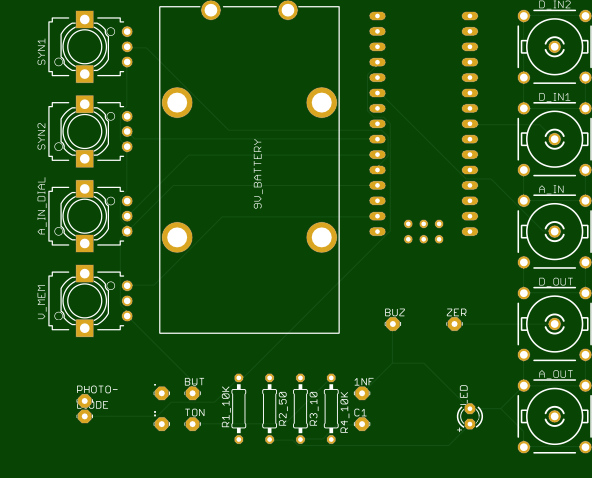 D_IN2
SYN1
D_IN1
SYN2
9V_BATTERY
A_IN_DIAL
A_IN
V_MEM
D_OUT
BUZ
ZER
A_OUT
PHOTO-
DIODE
BUT
TON
R1_10K
R2_50
R3_10
R4_10K
1NF
C1
LED